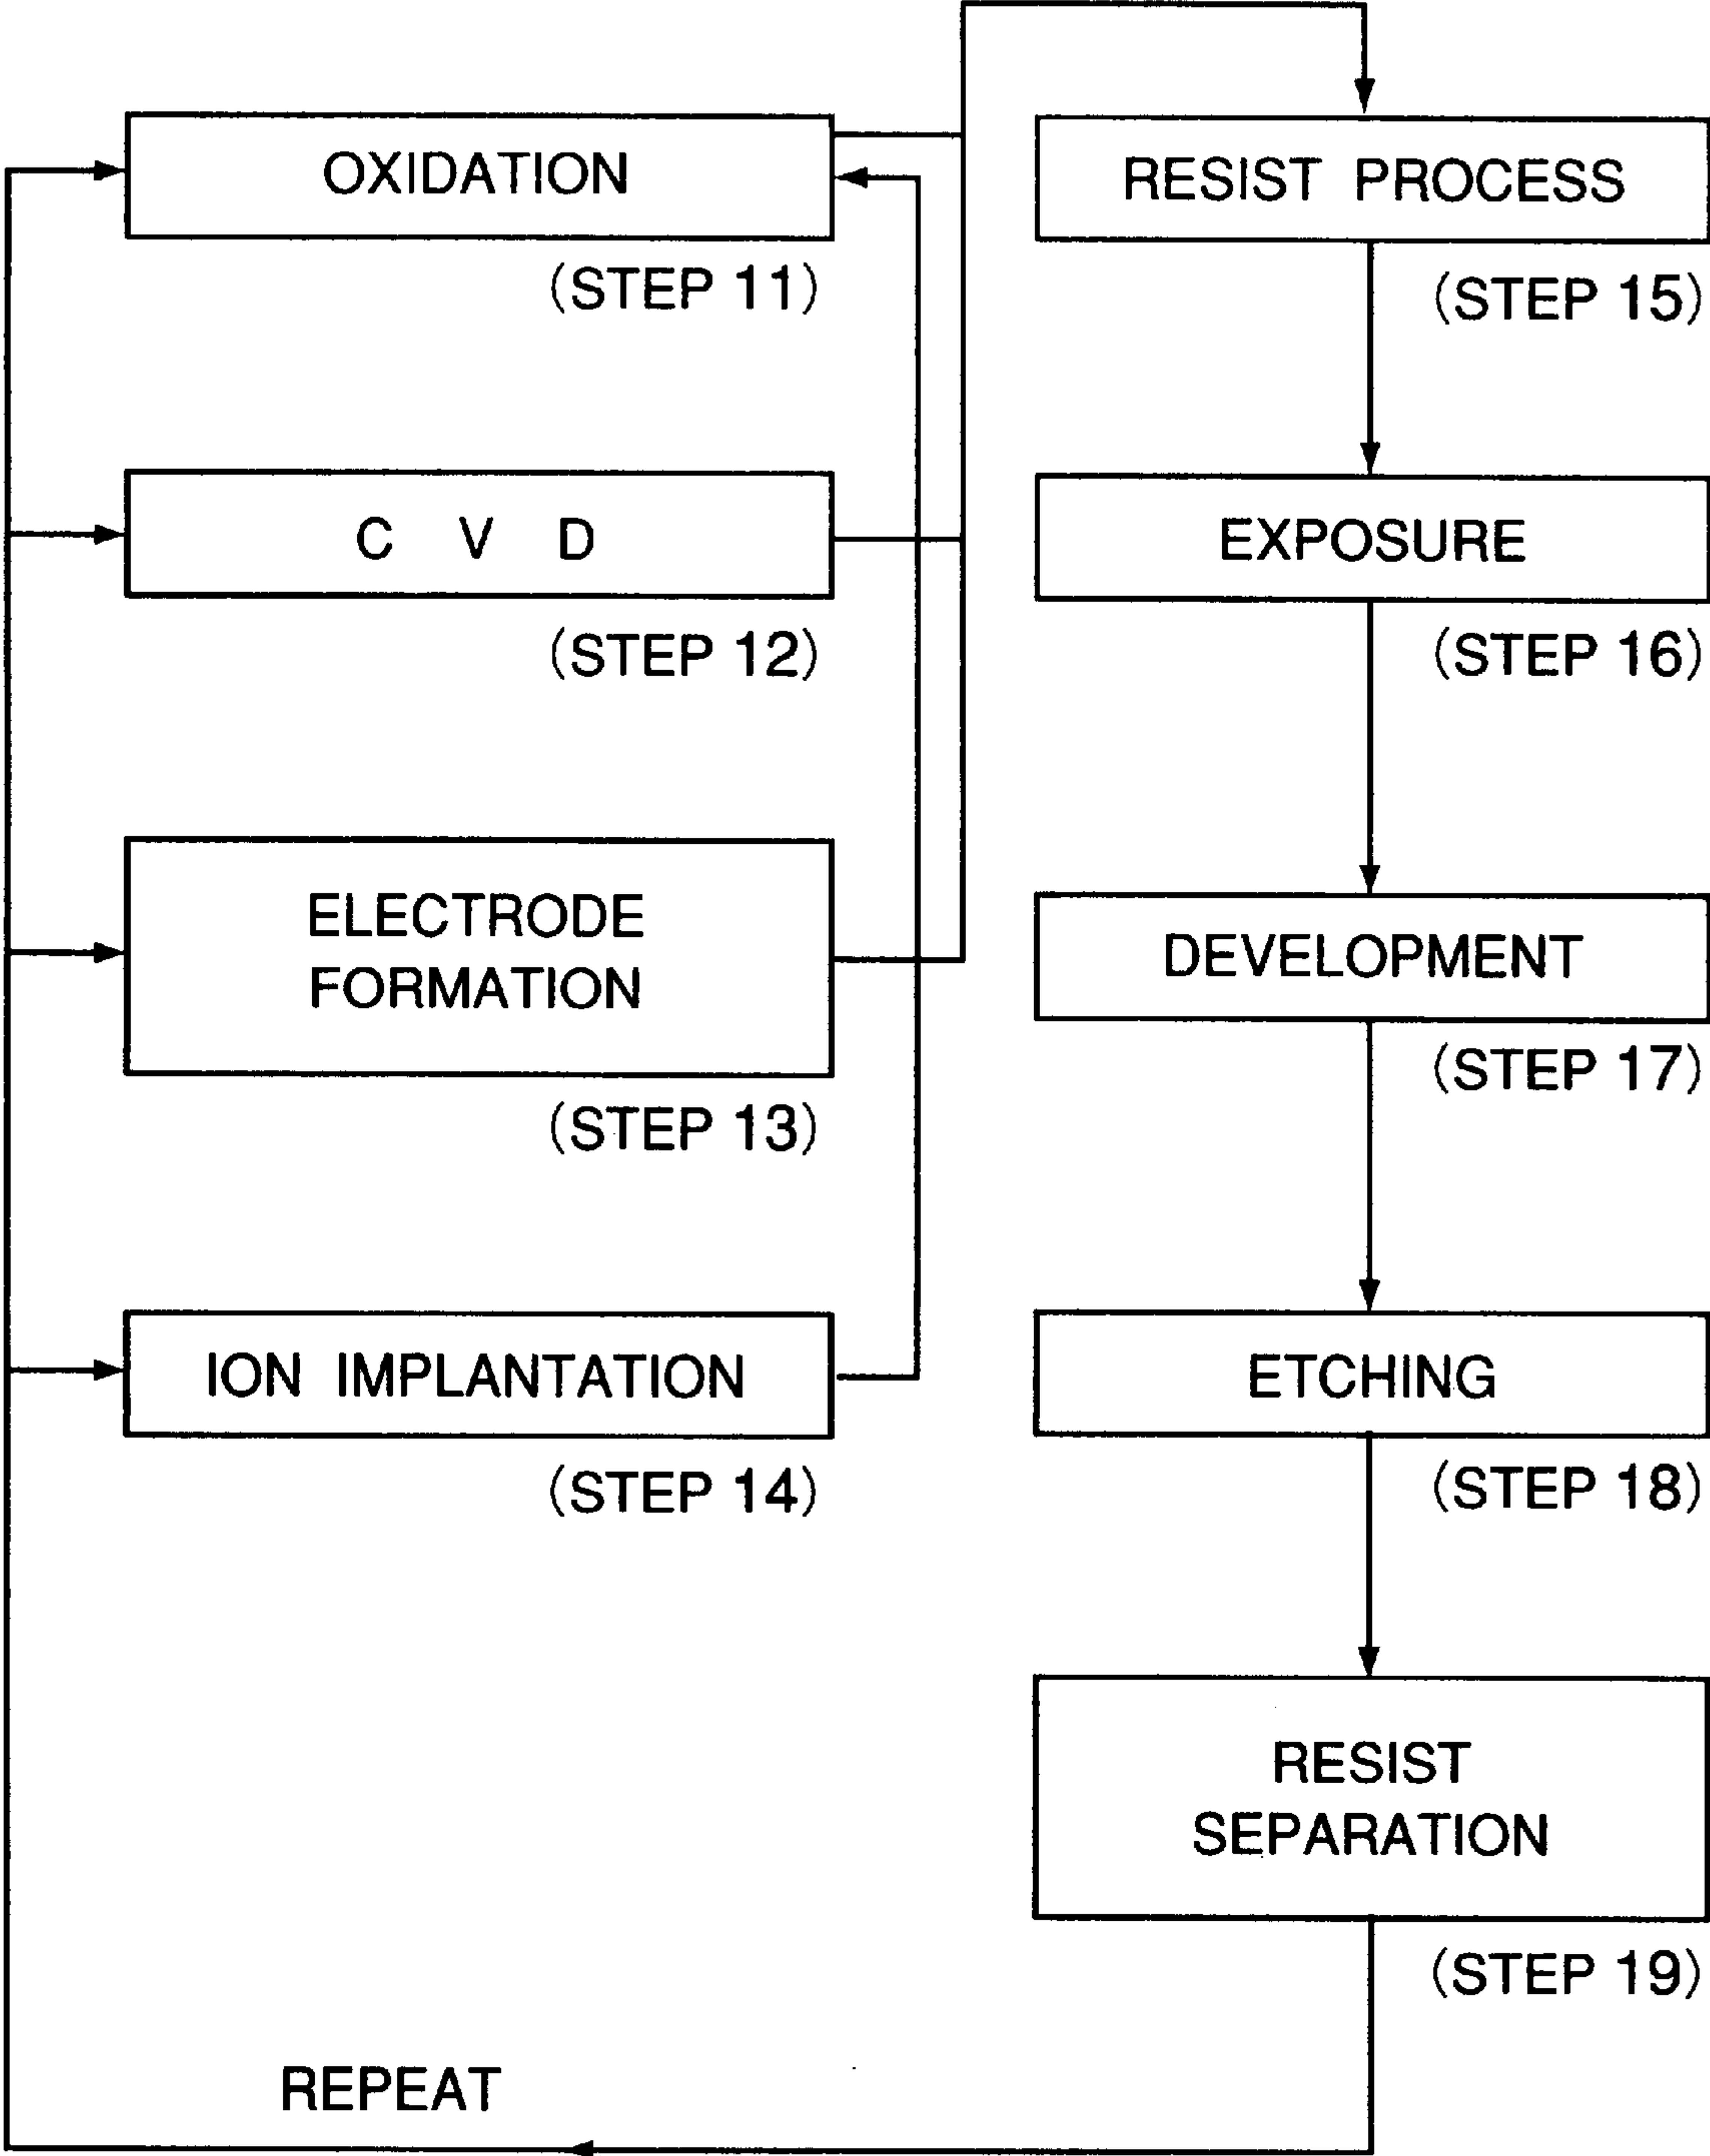 OXIDATION
(STEP 11)
C V D
(STEP 12)
ELECTRODE
FORMATION
(STEP 13)
ION IMPLANTATION
(STEP 14)
RESIST PROCESS
(STEP 15)
EXPOSURE
(STEP 16)
DEVELOPMENT
(STEP 17)
ETCHING
(STEP 18)
RESIST
SEPARATION
(STEP 19)
REPEAT